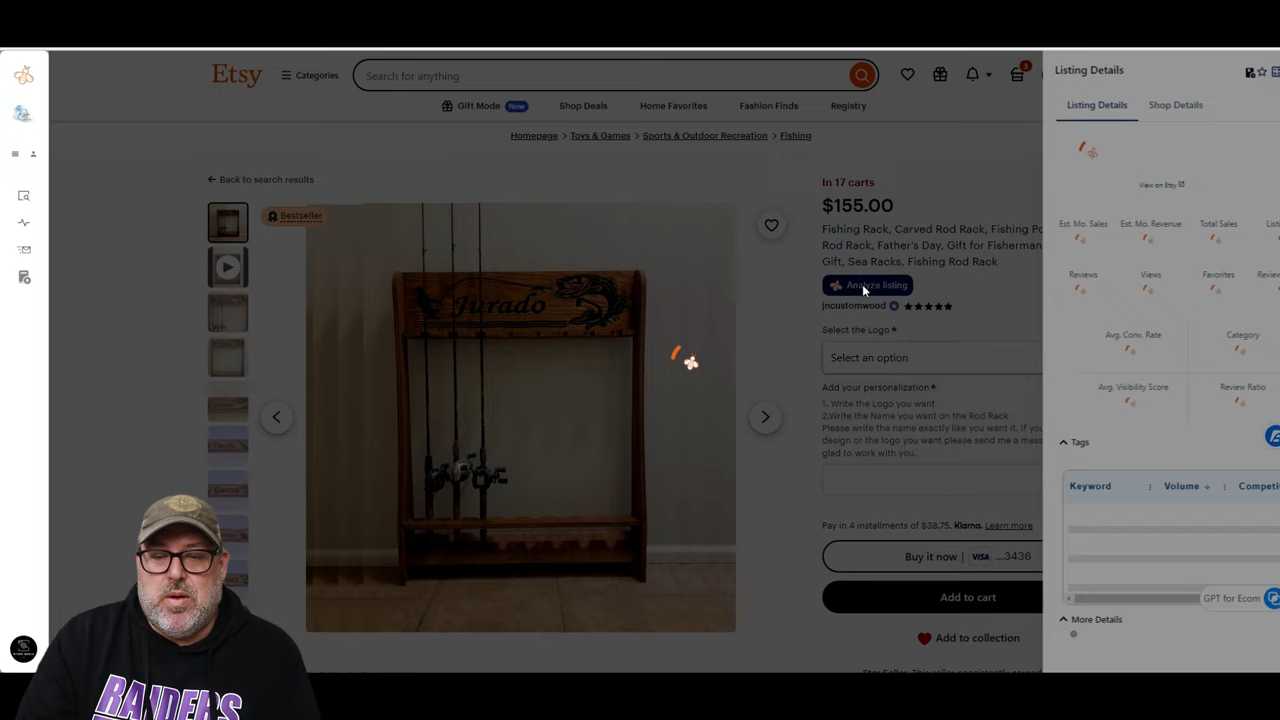 Etsy
Categories
Search for anything
3
Gift Mode New
Shop Deals
Home Favorites
Fashion Finds
Registry
Homepage > Toys & Games > Sports & Outdoor Recreation > Fishing
Back to search results
Bestseller
Jurado
In 17 carts
$155.00
Fishing Rack, Carved Rod Rack, Fishing Po
Rod Rack, Father's Day, Gift for Fisherman
Gift, Sea Racks, Fishing Rod Rack
Analyze listing
jncustomwood
Select the Logo *
Select an option
Add your personalization *
1. Write the Logo you want
2.Write the Name you want on the Rod Rack
Please write the name exactly like you want it. If you
design or the logo you want please send me a mess
glad to work with you.
Pay in 4 installments of $38.75. Klarna. Learn more
Buy it now | VISA ...3436
Add to cart
Add to collection
Listing Details
Listing Details
Shop Details
View on Etsy
Est. Mo. Sales
Est. Mo. Revenue
Total Sales
Listi
Reviews
Views
Favorites
Review
Avg. Conv. Rate
Category
Avg. Visibility Score
Review Ratio
Tags
Keyword
Volume
Competi
GPT for Ecom
More Details
RAIDERS